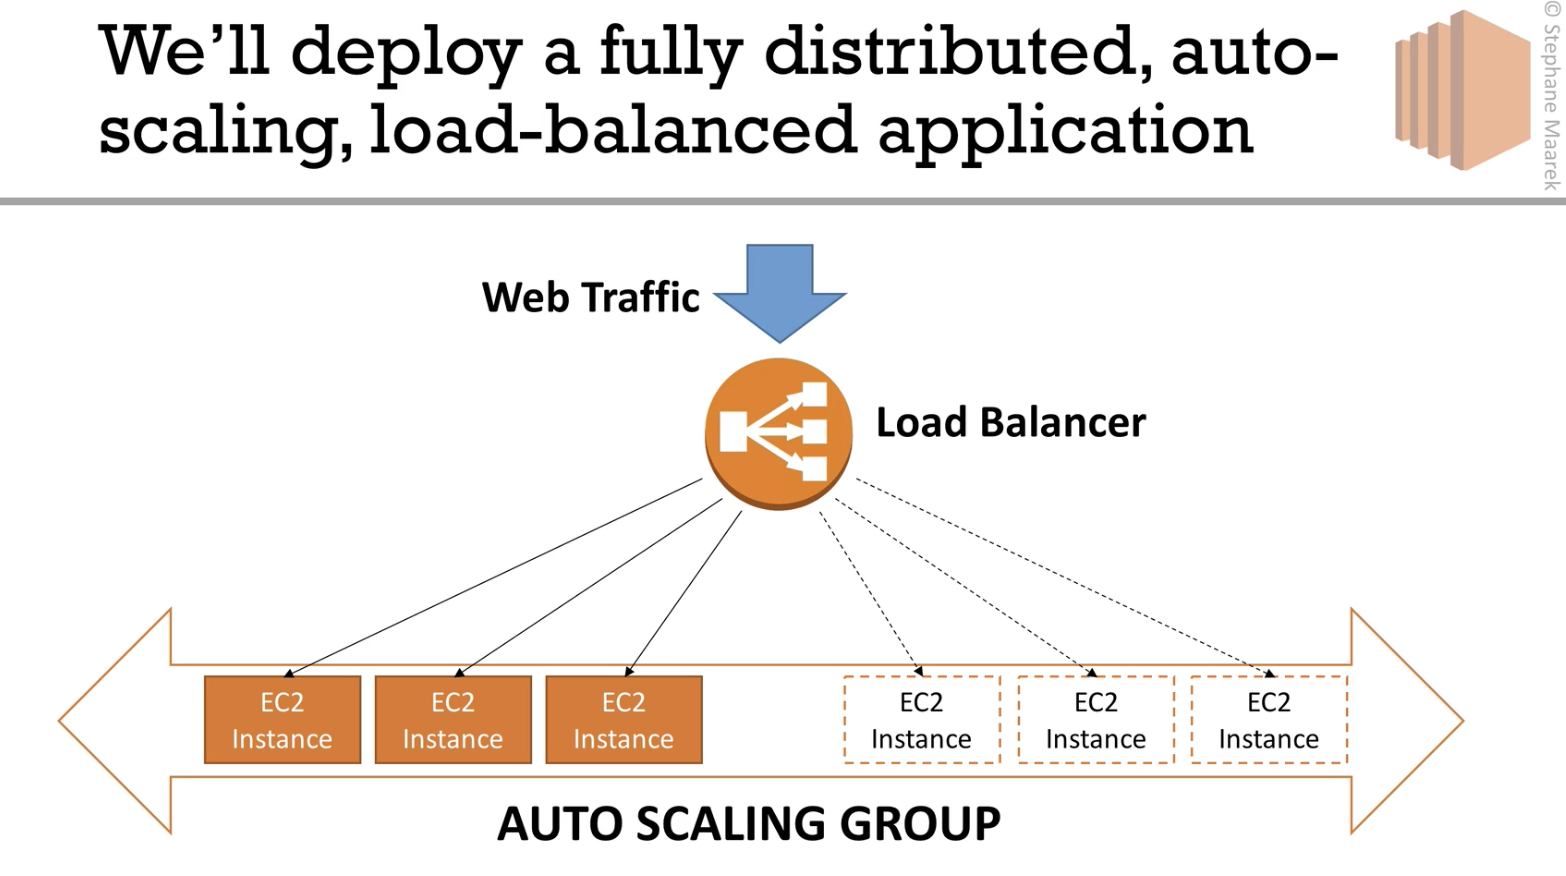 We'll deploy a fully distributed, auto-
scaling, load-balanced application
© Stephane Maarek
Web Traffic
Load Balancer
EC2
Instance
EC2
Instance
EC2
Instance
EC2
Instance
EC2
Instance
EC2
Instance
AUTO SCALING GROUP